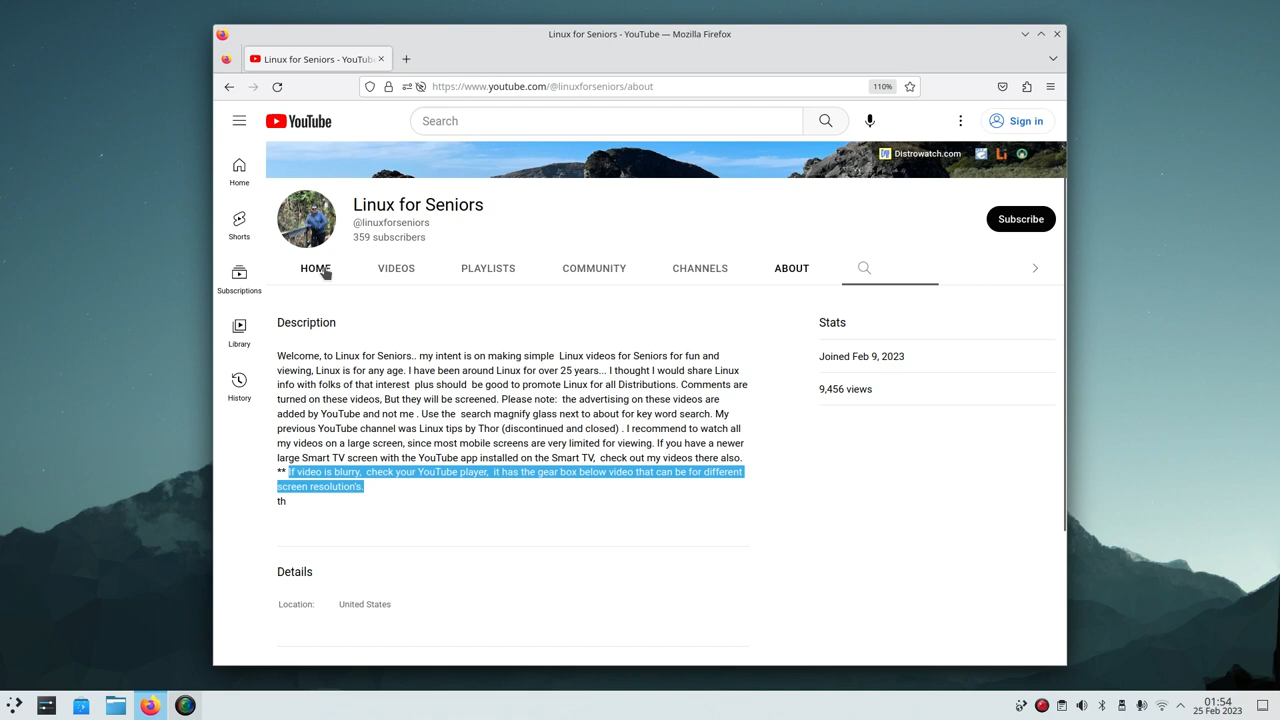 Linux for Seniors - YouTube — Mozilla Firefox
Linux for Seniors - YouTub
https://www.youtube.com/@linuxforseniors/about
110%
YouTube
Search
Sign in
Distrowatch.com
Home
Shorts
Subscriptions
Library
History
Linux for Seniors
@linuxforseniors
359 subscribers
Subscribe
HOME VIDEOS PLAYLISTS COMMUNITY CHANNELS ABOUT
Description
Welcome, to Linux for Seniors.. my intent is on making simple  Linux videos for Seniors for fun and
viewing, Linux is for any age. I have been around Linux for over 25 years... I thought I would share Linux
info with folks of that interest  plus should  be good to promote Linux for all Distributions. Comments are
turned on these videos, But they will be screened. Please note:  the advertising on these videos are
added by YouTube and not me . Use the  search magnify glass next to about for key word search. My
previous YouTube channel was Linux tips by Thor (discontinued and closed) . I recommend to watch all
my videos on a large screen, since most mobile screens are very limited for viewing. If you have a newer
large Smart TV screen with the YouTube app installed on the Smart TV,  check out my videos there also.
** If video is blurry,  check your YouTube player,  it has the gear box below video that can be for different
screen resolution's.
th
Stats
Joined Feb 9, 2023
9,456 views
Details
Location: United States
01:54
25 Feb 2023